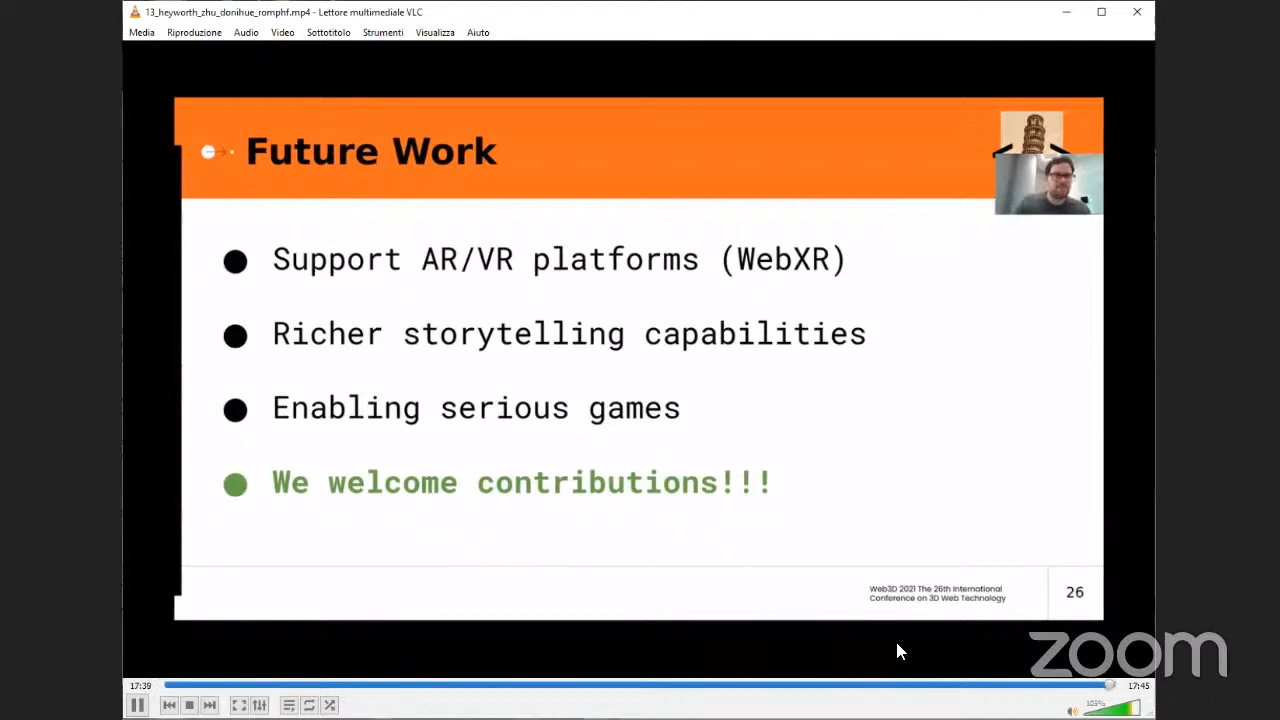 13_heyworth_zhu_donihue_romphf.mp4 - Lettore multimediale VLC
Media Riproduzione Audio Video Sottotitolo Strumenti Visualizza Aiuto
Future Work
Support AR/VR platforms (WebXR)
Richer storytelling capabilities
Enabling serious games
We welcome contributions!!!
Web3D 2021 The 26th International
Conference on 3D Web Technology
26
zoom
17:39
17:45
105%